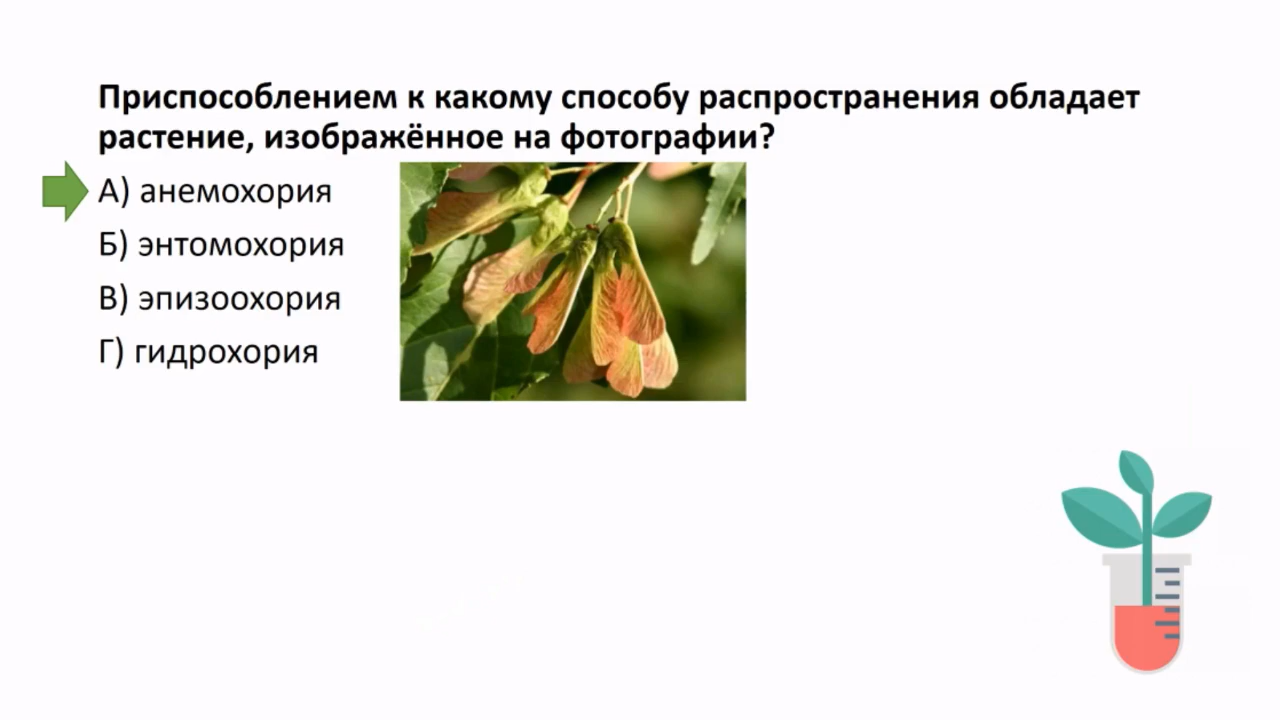 Приспособлением к какому способу распространения обладает
растение, изображённое на фотографии?
А) анемохория
Б) энтомохория
В) эпизоохория
Г) гидрохория